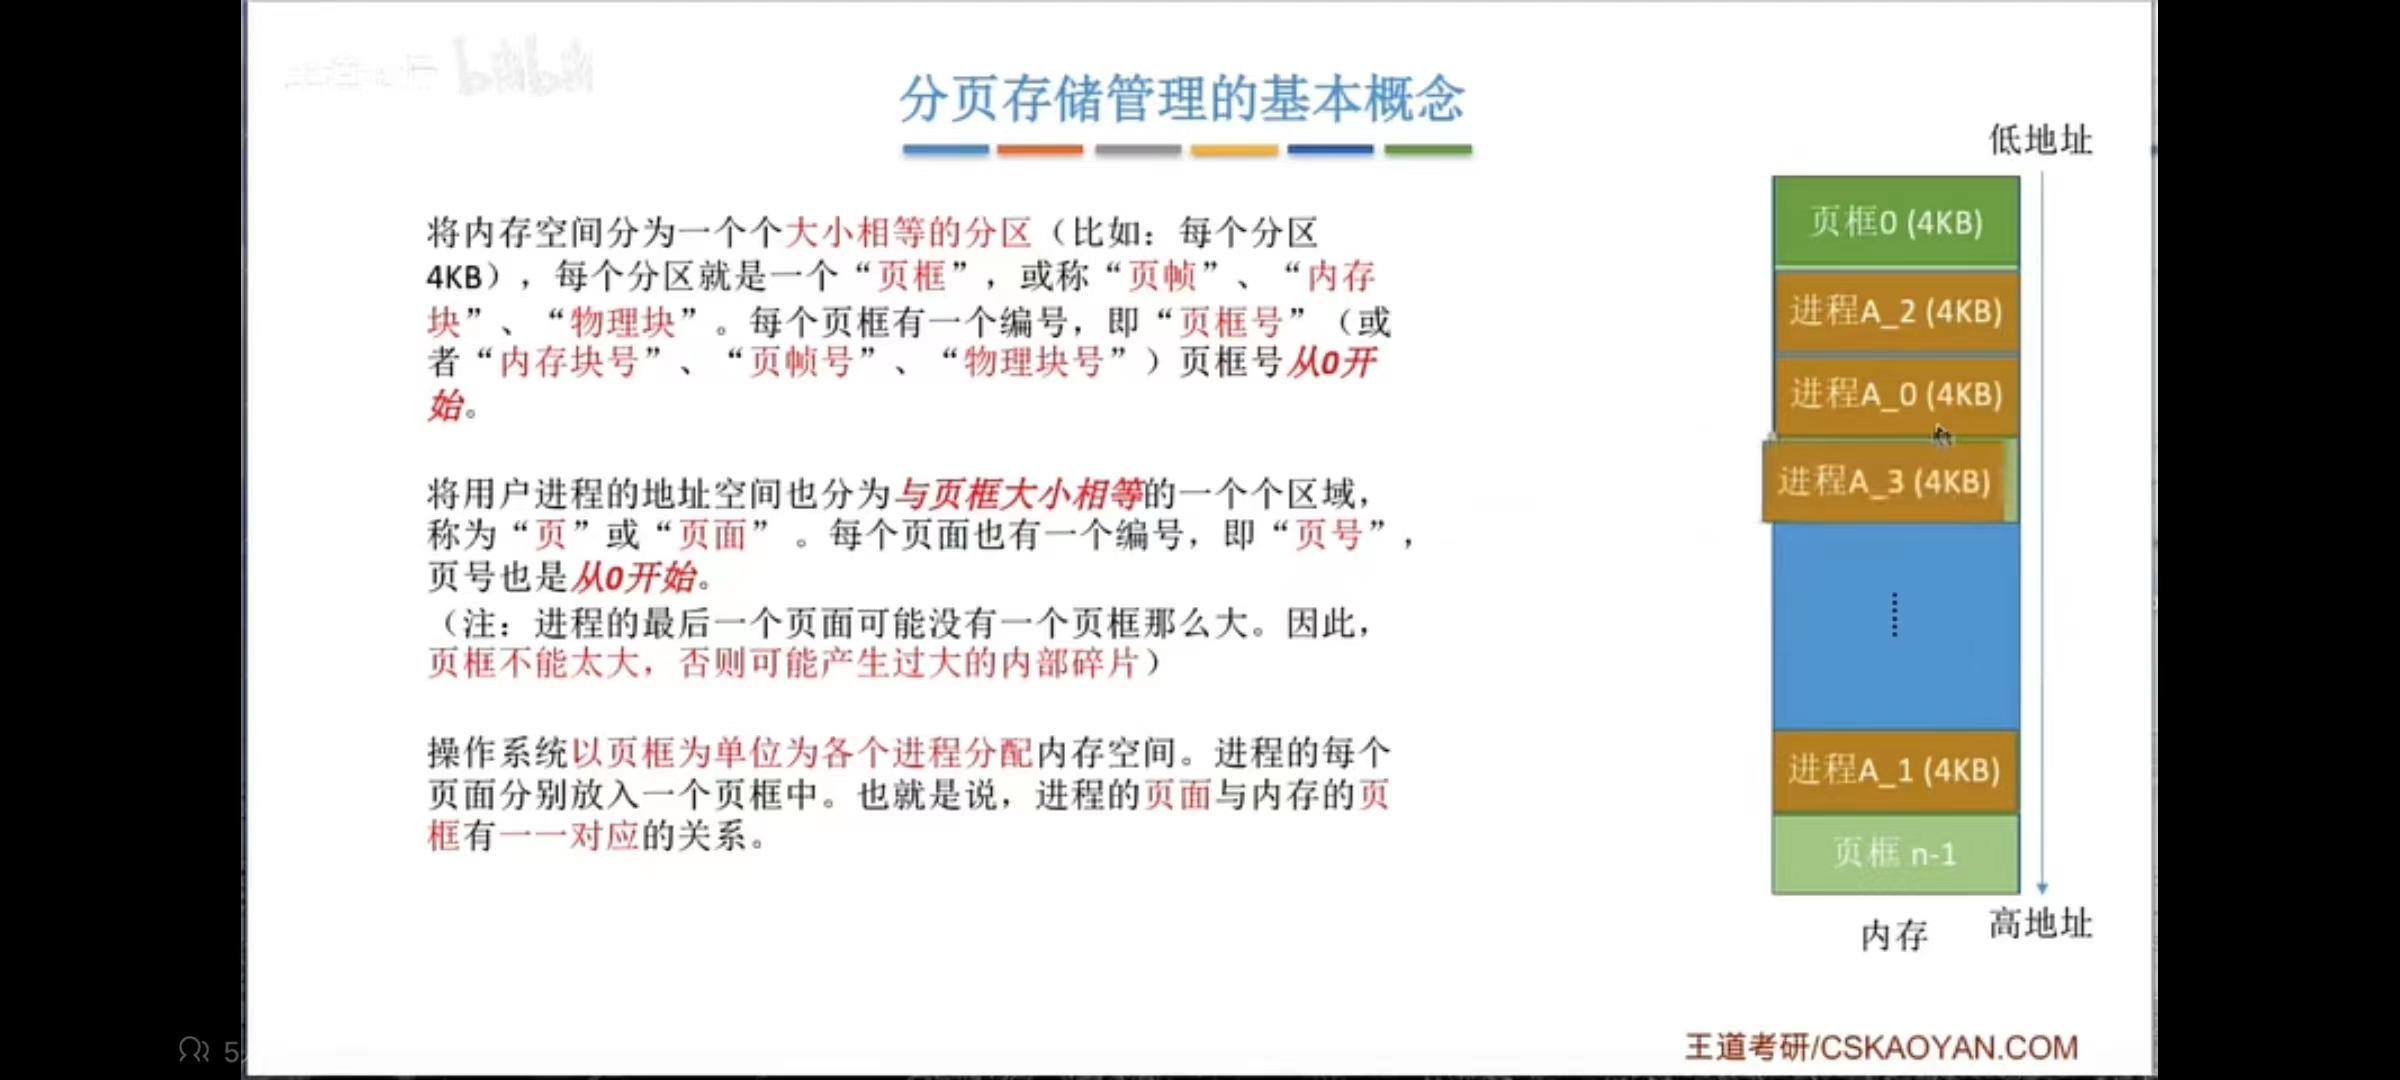 bilibili
分页存储管理的基本概念
低地址
将内存空间分为一个个大小相等的分区（比如：每个分区
4KB），每个分区就是一个“页框”，或称“页帧”、“内存
块”、“物理块”。每个页框有一个编号，即“页框号”（或
者“内存块号”、“页帧号”、“物理块号”）页框号从0开
始。
将用户进程的地址空间也分为与页框大小相等的一个个区域，
称为“页”或“页面”。每个页面也有一个编号，即“页号”，
页号也是从0开始。
（注：进程的最后一个页面可能没有一个页框那么大。因此，
页框不能太大，否则可能产生过大的内部碎片）
操作系统以页框为单位为各个进程分配内存空间。进程的每个
页面分别放入一个页框中。也就是说，进程的页面与内存的页
框有一一对应的关系。
页框0 (4KB)
进程A_2 (4KB)
进程A_0 (4KB)
进程A_3 (4KB)
......
进程A_1 (4KB)
页框 n-1
内存
高地址
王道考研/CSKAOYAN.COM